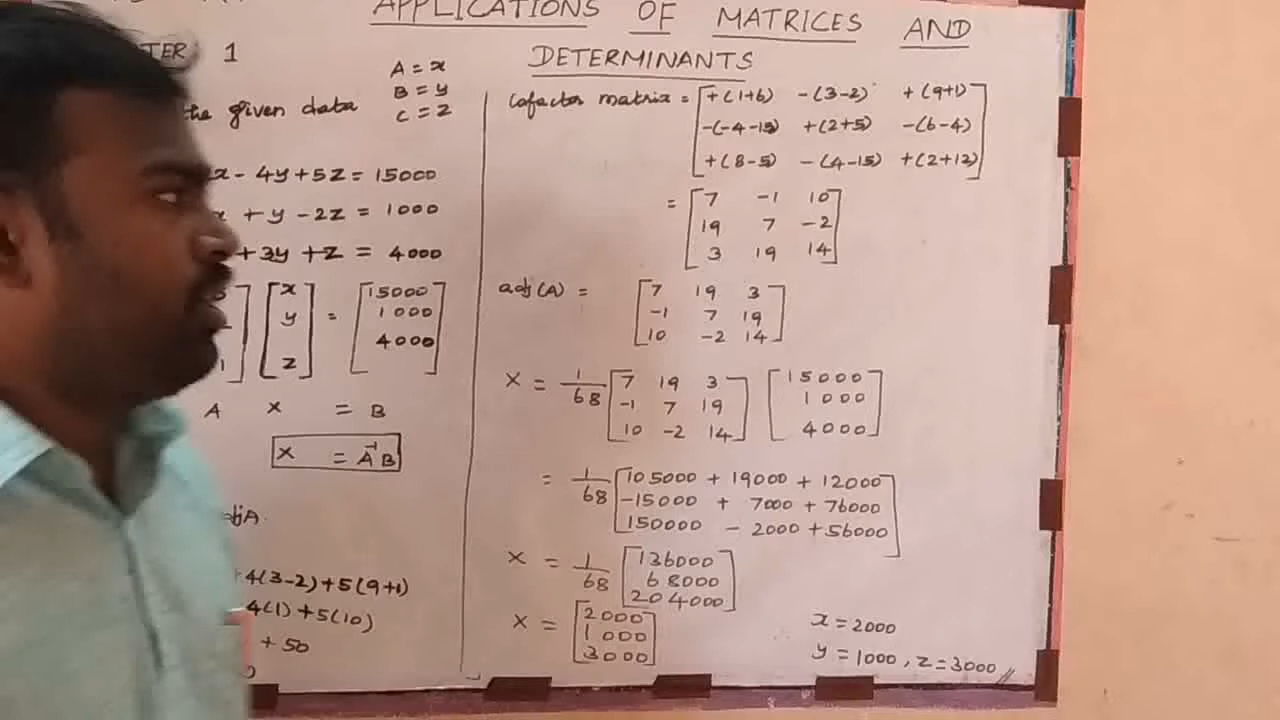 APPLICATIONS OF MATRICES AND
DETERMINANTS
TER 1
the given data
A = x
B = y
C = Z
x - 4y + 5Z = 15000
+ y - 2Z = 1000
+ 3y + Z = 4000
x 15000
y = 1000
Z 4000
A X = B
X = A⁻¹B
djA
+4(3-2)+5(9+1)
4(1) +5(10)
+ 50
Cofactor matrix = +(1+6) -(3-2) +(9+1)
-(-4-15) +(2+5) -(6-4)
+(8-5) -(4-15) +(2+12)
= 7 -1 10
19 7 -2
3 19 14
adj(A) = 7 19 3
-1 7 19
10 -2 14
X = 1/68 7 19 3 15000
-1 7 19 1000
10 -2 14 4000
= 1/68 105000 + 19000 + 12000
-15000 + 7000 + 76000
150000 - 2000 + 56000
X = 1/68 136000
68000
204000
X = 2000
1000
3000
x = 2000
y = 1000, Z = 3000